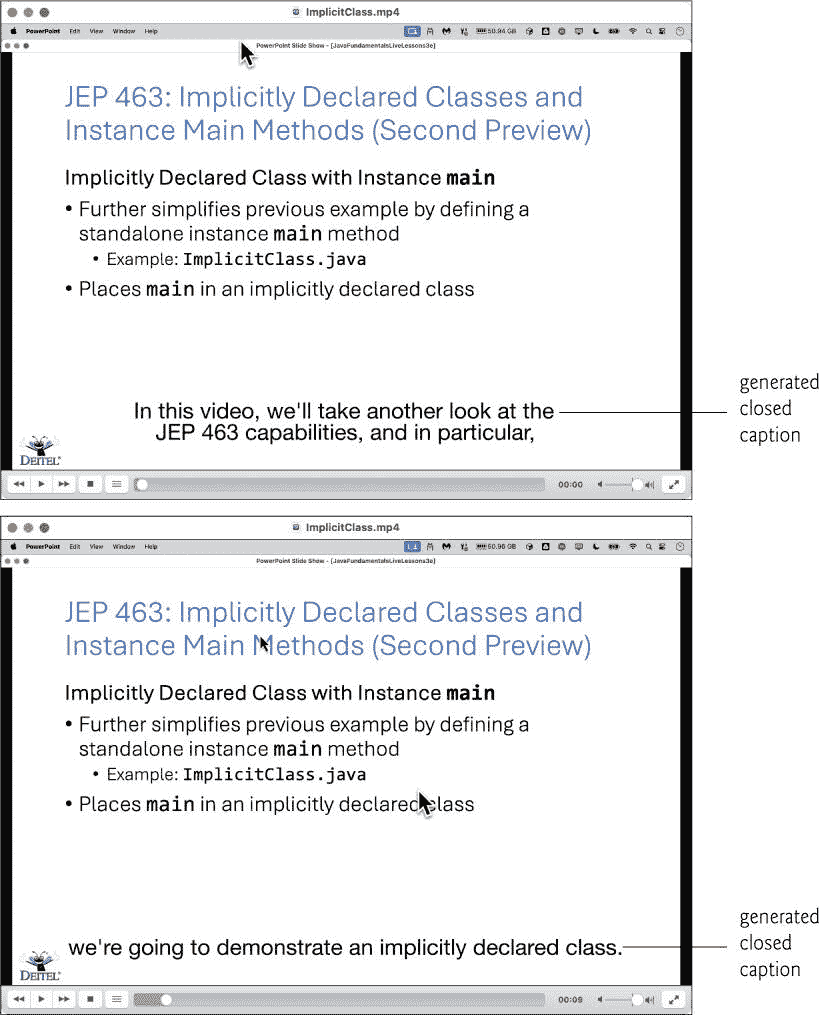 ImplicitClass.mp4
PowerPoint Edit View Window Help 50.94 GB
PowerPoint Slide Show - [JavaFundamentalsLiveLessons3e]
JEP 463: Implicitly Declared Classes and
Instance Main Methods (Second Preview)
Implicitly Declared Class with Instance main
• Further simplifies previous example by defining a
standalone instance main method
• Example: ImplicitClass.java
• Places main in an implicitly declared class
In this video, we'll take another look at the
JEP 463 capabilities, and in particular,
generated
closed
caption
DEITEL®
00:00
ImplicitClass.mp4
PowerPoint Edit View Window Help 50.96 GB
PowerPoint Slide Show - [JavaFundamentalsLiveLessons3e]
JEP 463: Implicitly Declared Classes and
Instance Main Methods (Second Preview)
Implicitly Declared Class with Instance main
• Further simplifies previous example by defining a
standalone instance main method
• Example: ImplicitClass.java
• Places main in an implicitly declared class
we're going to demonstrate an implicitly declared class.
generated
closed
caption
DEITEL®
00:09